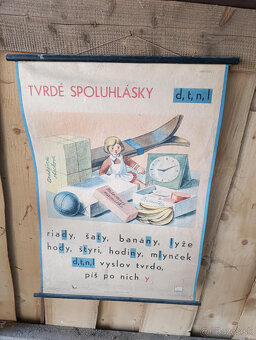 TVRDÉ SPOLUHLÁSKY d, t, n, l
riady, šaty, banány, lyže
hody, štyri, hodiny, mlynček
d,t,n,l vyslov tvrdo,
píš po nich y